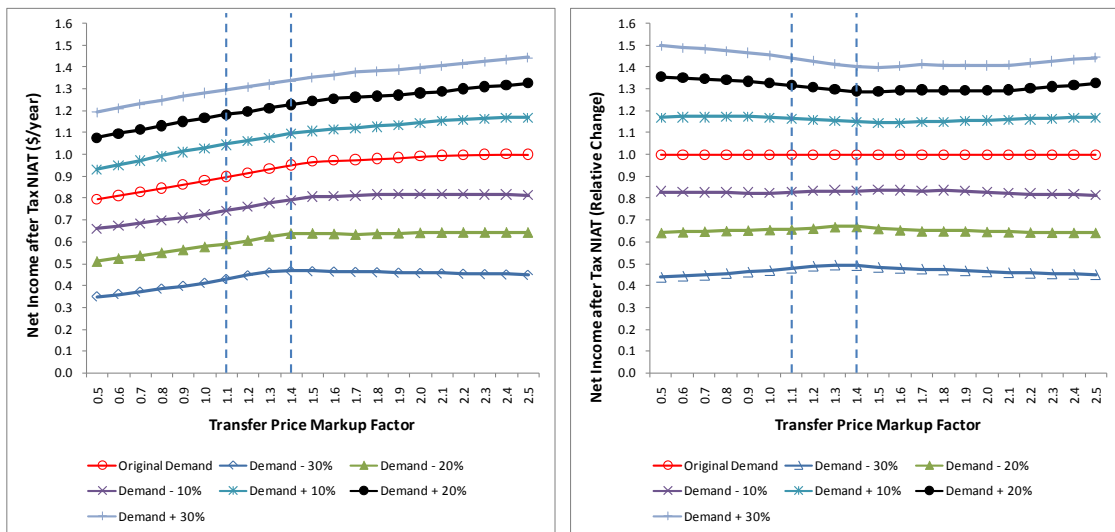 1.6
1.5
1.4
1.3
1.2
1.1
1.0
0.9
0.8
0.7
0.6
0.5
0.4
0.3
0.2
0.1
0.0
Net Income after Tax NIAT ($/year)
0.5 0.6 0.7 0.8 0.9 1.0 1.1 1.2 1.3 1.4 1.5 1.6 1.7 1.8 1.9 2.0 2.1 2.2 2.3 2.4 2.5
Transfer Price Markup Factor
Original Demand Demand - 30% Demand - 20%
Demand - 10% Demand + 10% Demand + 20%
Demand + 30%
1.6
1.5
1.4
1.3
1.2
1.1
1.0
0.9
0.8
0.7
0.6
0.5
0.4
0.3
0.2
0.1
0.0
Net Income after Tax NIAT (Relative Change)
0.5 0.6 0.7 0.8 0.9 1.0 1.1 1.2 1.3 1.4 1.5 1.6 1.7 1.8 1.9 2.0 2.1 2.2 2.3 2.4 2.5
Transfer Price Markup Factor
Original Demand Demand - 30% Demand - 20%
Demand - 10% Demand + 10% Demand + 20%
Demand + 30%